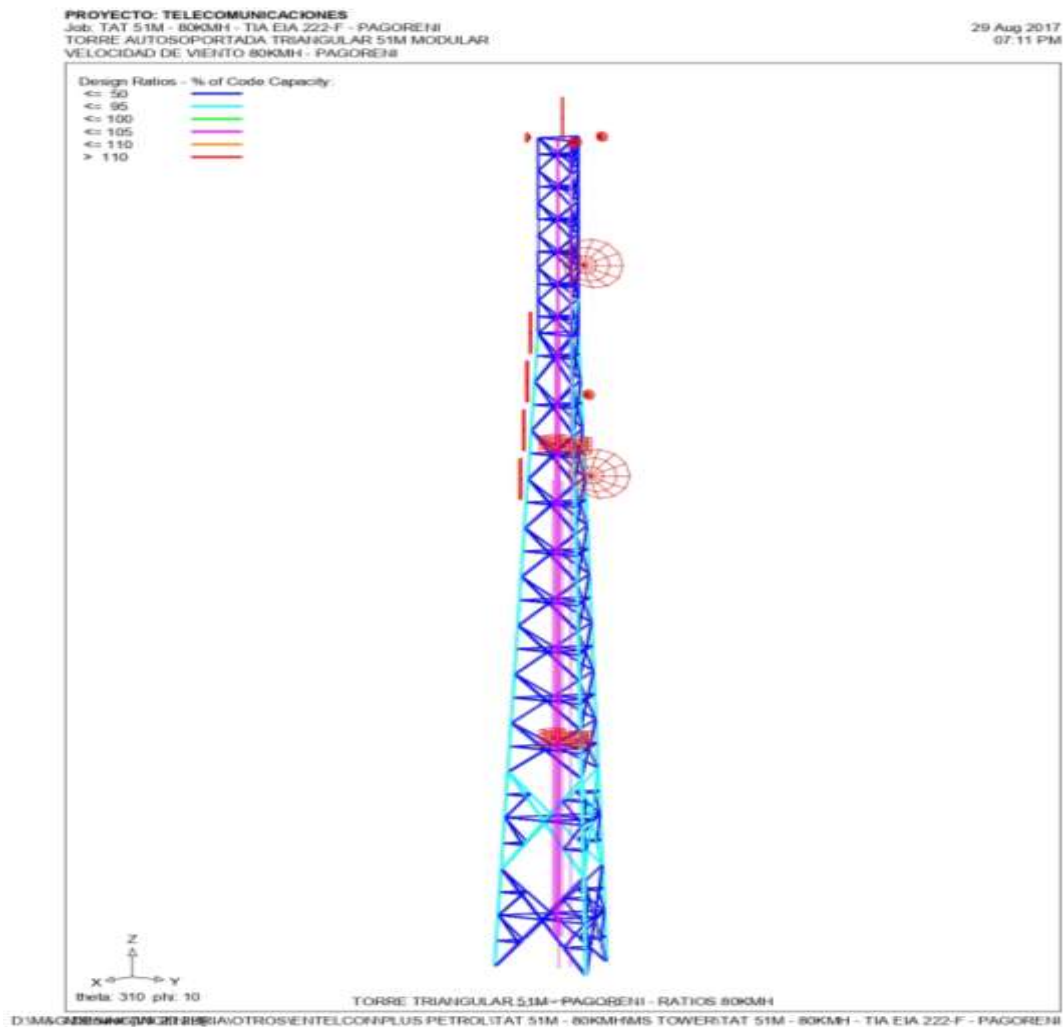 PROYECTO: TELECOMUNICACIONES
Job: TAT 51M - 80KMH - TIA EIA 222-F - PAGORENI
29 Aug 2017
TORRE AUTOSOPORTADA TRIANGULAR 51M MODULAR
07:11 PM
VELOCIDAD DE VIENTO 80KMH - PAGORENI
Design Ratios - % of Code Capacity:
<= 50
<= 95
<= 100
<= 105
<= 110
> 110
Z
X Y
theta: 310 phi: 10
TORRE TRIANGULAR 51M - PAGORENI - RATIOS 80KMH
OTROS\ENTELCON\PLUS PETROL\TAT 51M - 80KMH\MS TOWER\TAT 51M - 80KMH - TIA EIA 222-F - PAGORENI